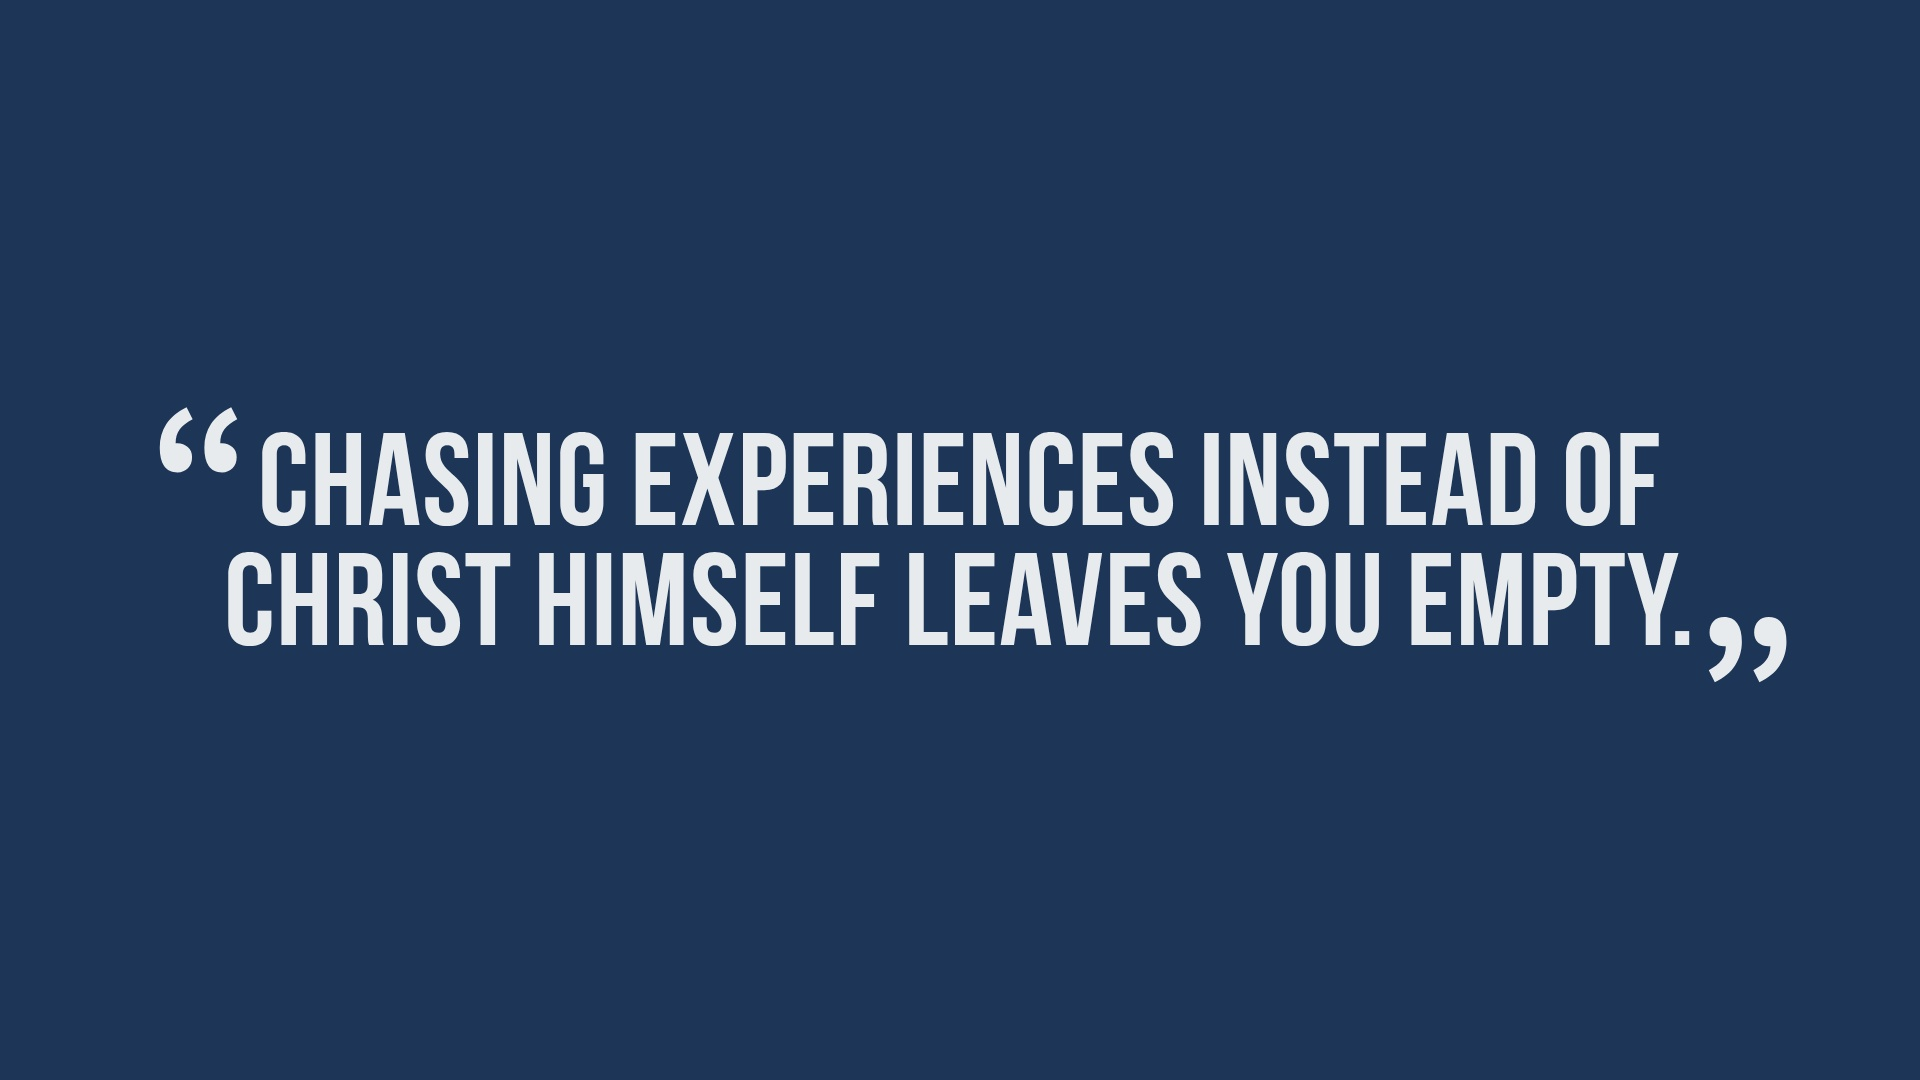 “CHASING EXPERIENCES INSTEAD OF
CHRIST HIMSELF LEAVES YOU EMPTY.”